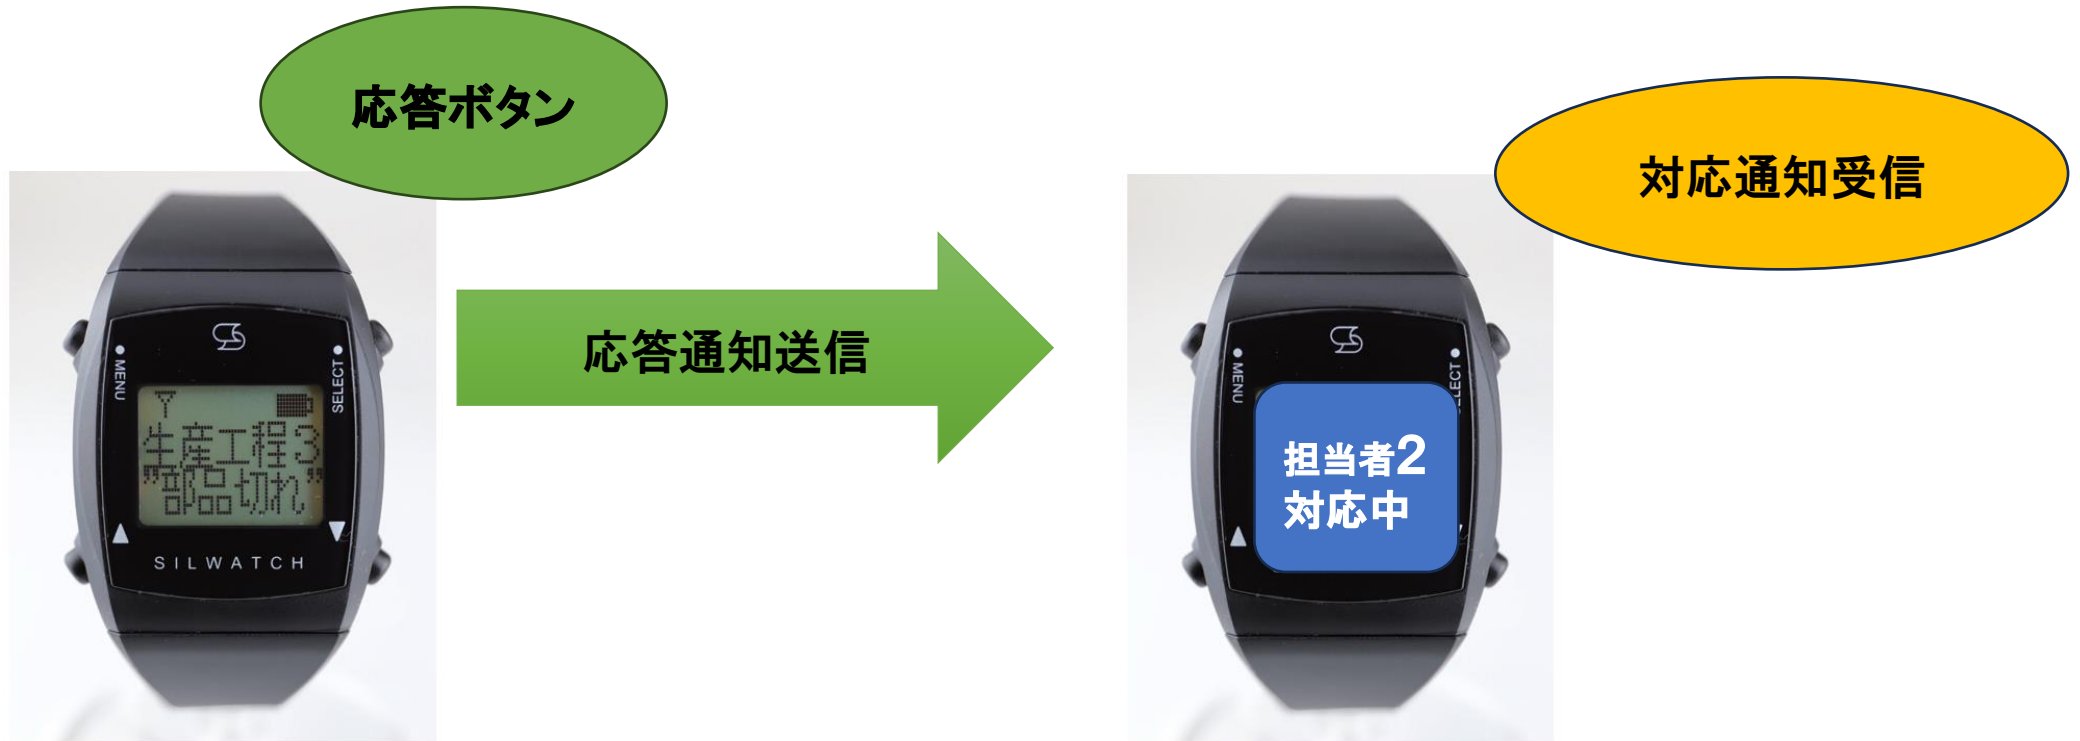 応答ボタン
対応通知受信
応答通知送信
MENU
SELECT
生産工程3
"部品切れ"
SILWATCH
MENU
LECT
担当者2
対応中